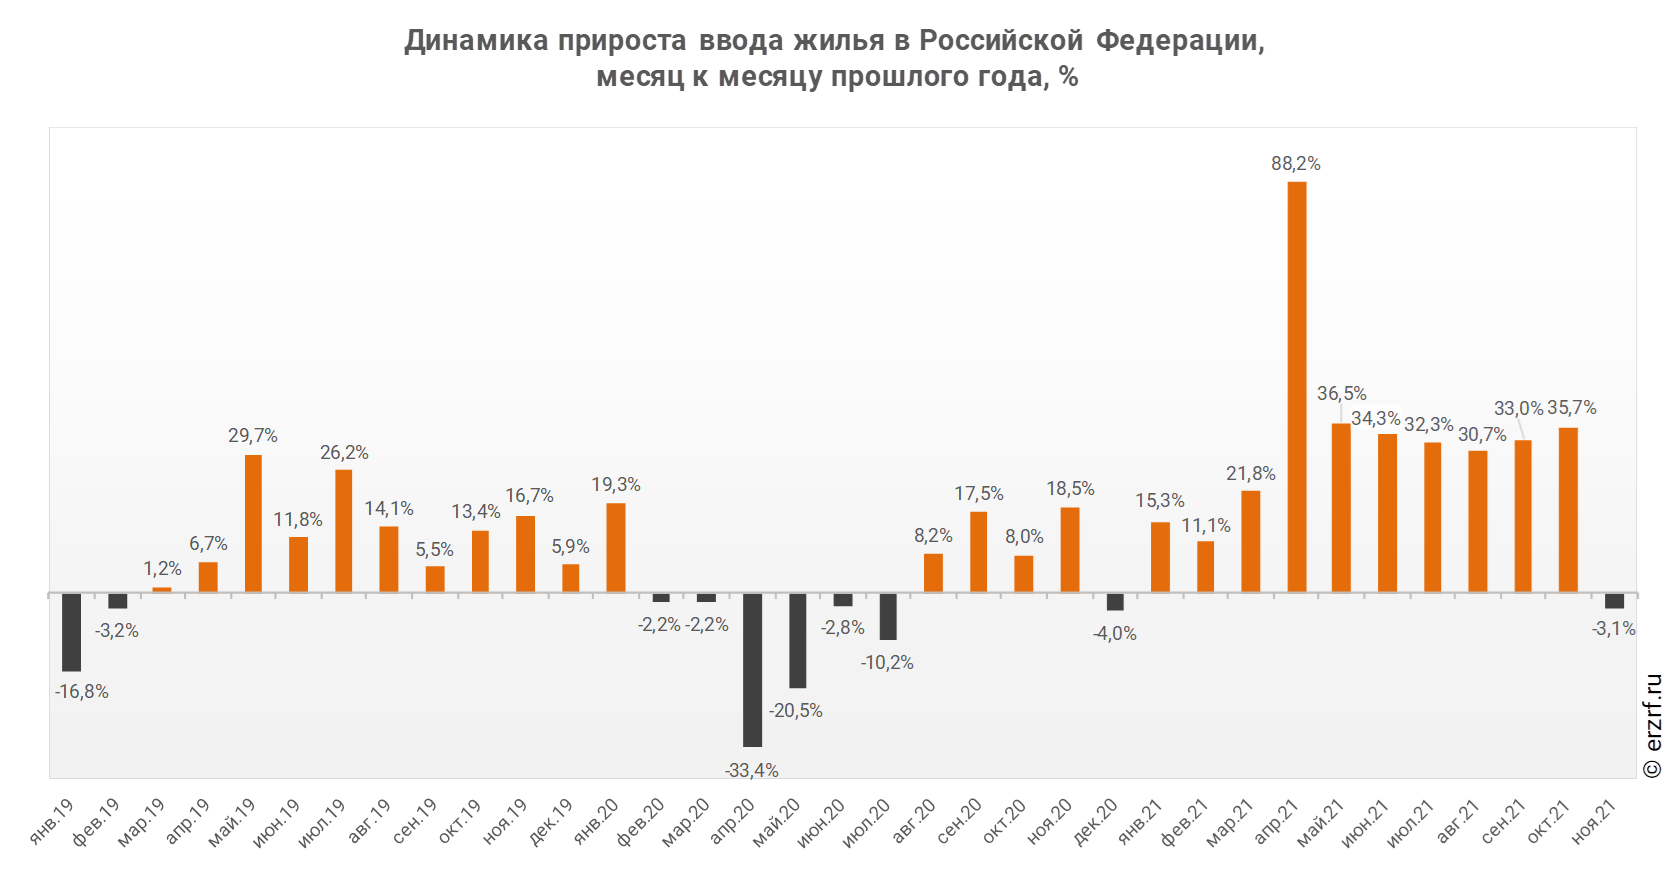 Динамика прироста ввода жилья в Российской Федерации,
месяц к месяцу прошлого года, %
88,2%
36,5%
34,3%
32,3%
30,7%
33,0%
35,7%
29,7%
26,2%
11,8%
14,1%
6,7%
1,2%
5,5%
13,4%
16,7%
5,9%
19,3%
8,2%
17,5%
8,0%
18,5%
15,3%
11,1%
21,8%
-16,8%
-3,2%
-2,2%
-2,2%
-33,4%
-20,5%
-2,8%
-10,2%
-4,0%
-3,1%
янв.19
фев.19
мар.19
апр.19
май.19
июн.19
июл.19
авг.19
сен.19
окт.19
ноя.19
дек.19
янв.20
фев.20
мар.20
апр.20
май.20
июн.20
июл.20
авг.20
сен.20
окт.20
ноя.20
дек.20
янв.21
фев.21
мар.21
апр.21
май.21
июн.21
июл.21
авг.21
сен.21
окт.21
ноя.21
© erzrf.ru